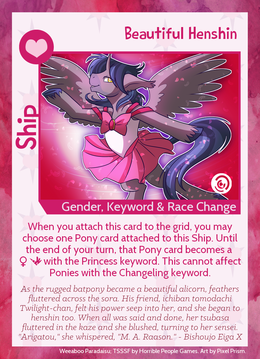 Beautiful Henshin
Ship
Gender, Keyword & Race Change
When you attach this card to the grid, you may
choose one Pony card attached to this Ship. Until
the end of your turn, that Pony card becomes a
♀ with the Princess keyword. This cannot affect
Ponies with the Changeling keyword.
As the rugged batpony became a beautiful alicorn, feathers
fluttered across the sora. His friend, ichiban tomodachi
Twilight-chan, felt his power seep into her, and she began to
henshin too. When all was said and done, her tsubasa
fluttered in the kaze and she blushed, turning to her sensei.
"Arigatou," she whispered, "M. A. Raason." - Bishoujo Eiga X
Weeaboo Paradaisu; TSSSF by Horrible People Games. Art by Pixel Prism.